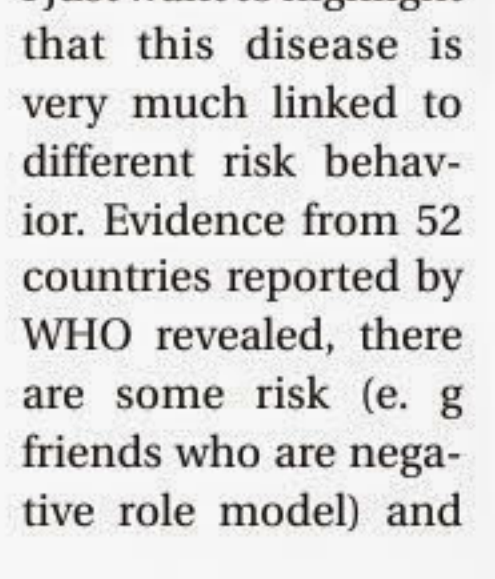 that this disease is
very much linked to
different risk behav-
ior. Evidence from 52
countries reported by
WHO revealed, there
are some risk (e. g
friends who are nega-
tive role model) and